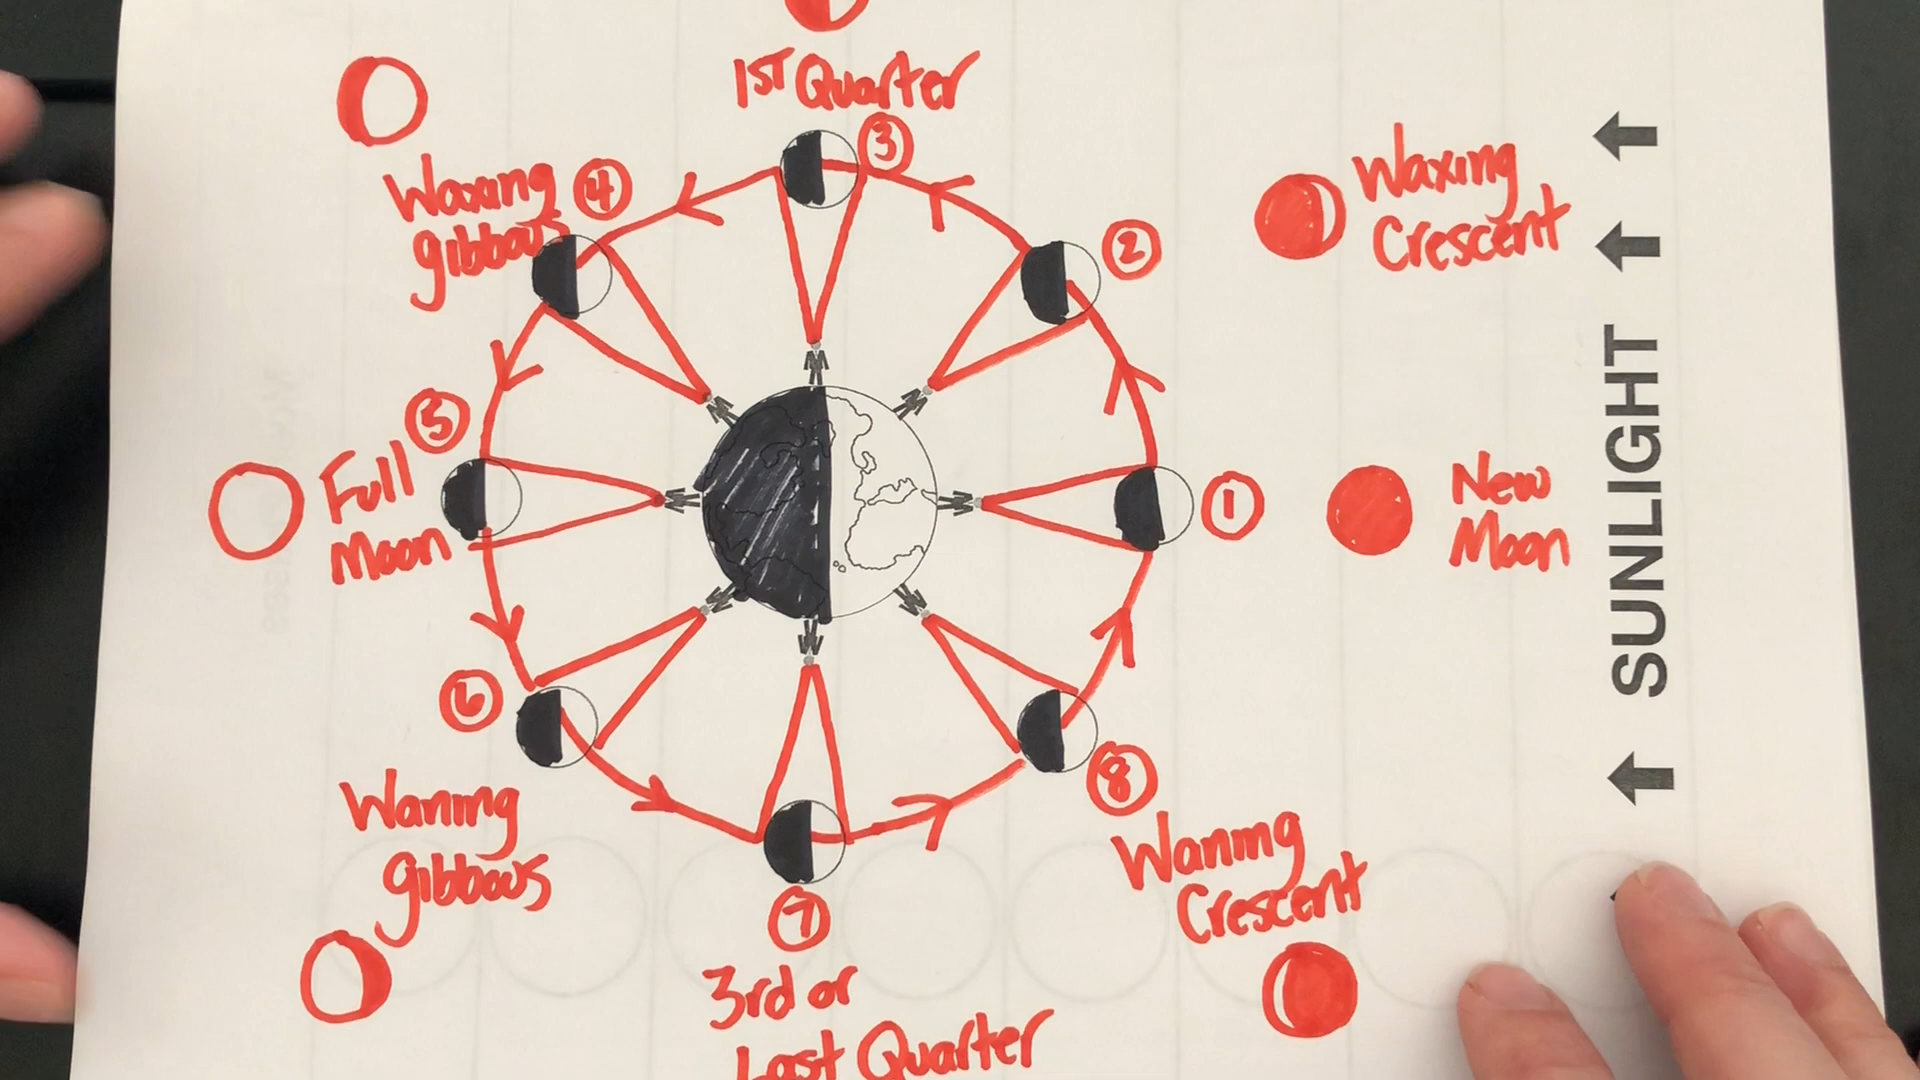 1ST Quarter
3
Waxing
gibbous
4
2
Waxing
Crescent
5
Full
Moon
1
New
Moon
SUNLIGHT
6
Waning
gibbous
7
3rd or
Last Quarter
8
Waning
Crescent